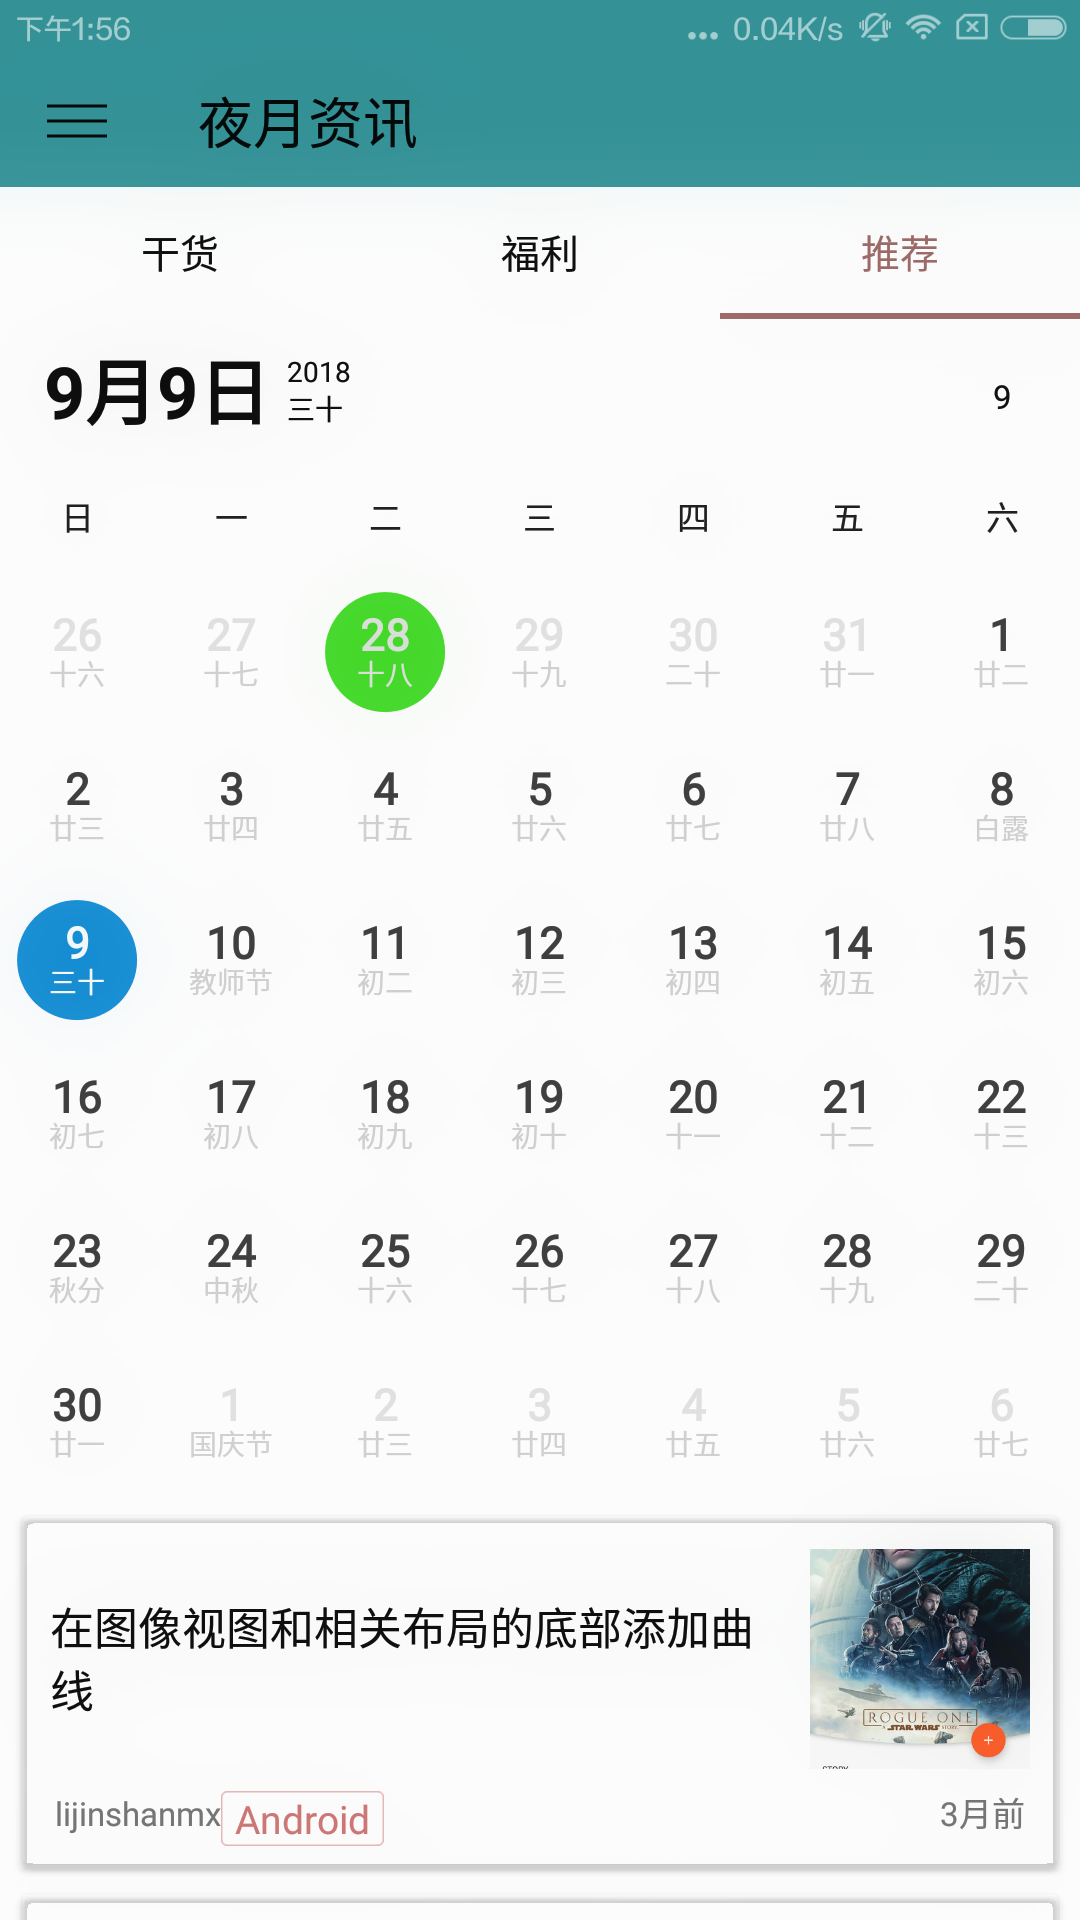 下午1:56 ... 0.04K/s
夜月资讯
干货 福利 推荐
9月9日 2018 三十 9
日 一 二 三 四 五 六
26 27 28 29 30 31 1
十六 十七 十八 十九 二十 廿一 廿二
2 3 4 5 6 7 8
廿三 廿四 廿五 廿六 廿七 廿八 白露
9 10 11 12 13 14 15
三十 教师节 初二 初三 初四 初五 初六
16 17 18 19 20 21 22
初七 初八 初九 初十 十一 十二 十三
23 24 25 26 27 28 29
秋分 中秋 十六 十七 十八 十九 二十
30 1 2 3 4 5 6
廿一 国庆节 廿三 廿四 廿五 廿六 廿七
在图像视图和相关布局的底部添加曲
线
ROGUE ONE
A STAR WARS STORY
lijinshanmx Android 3月前